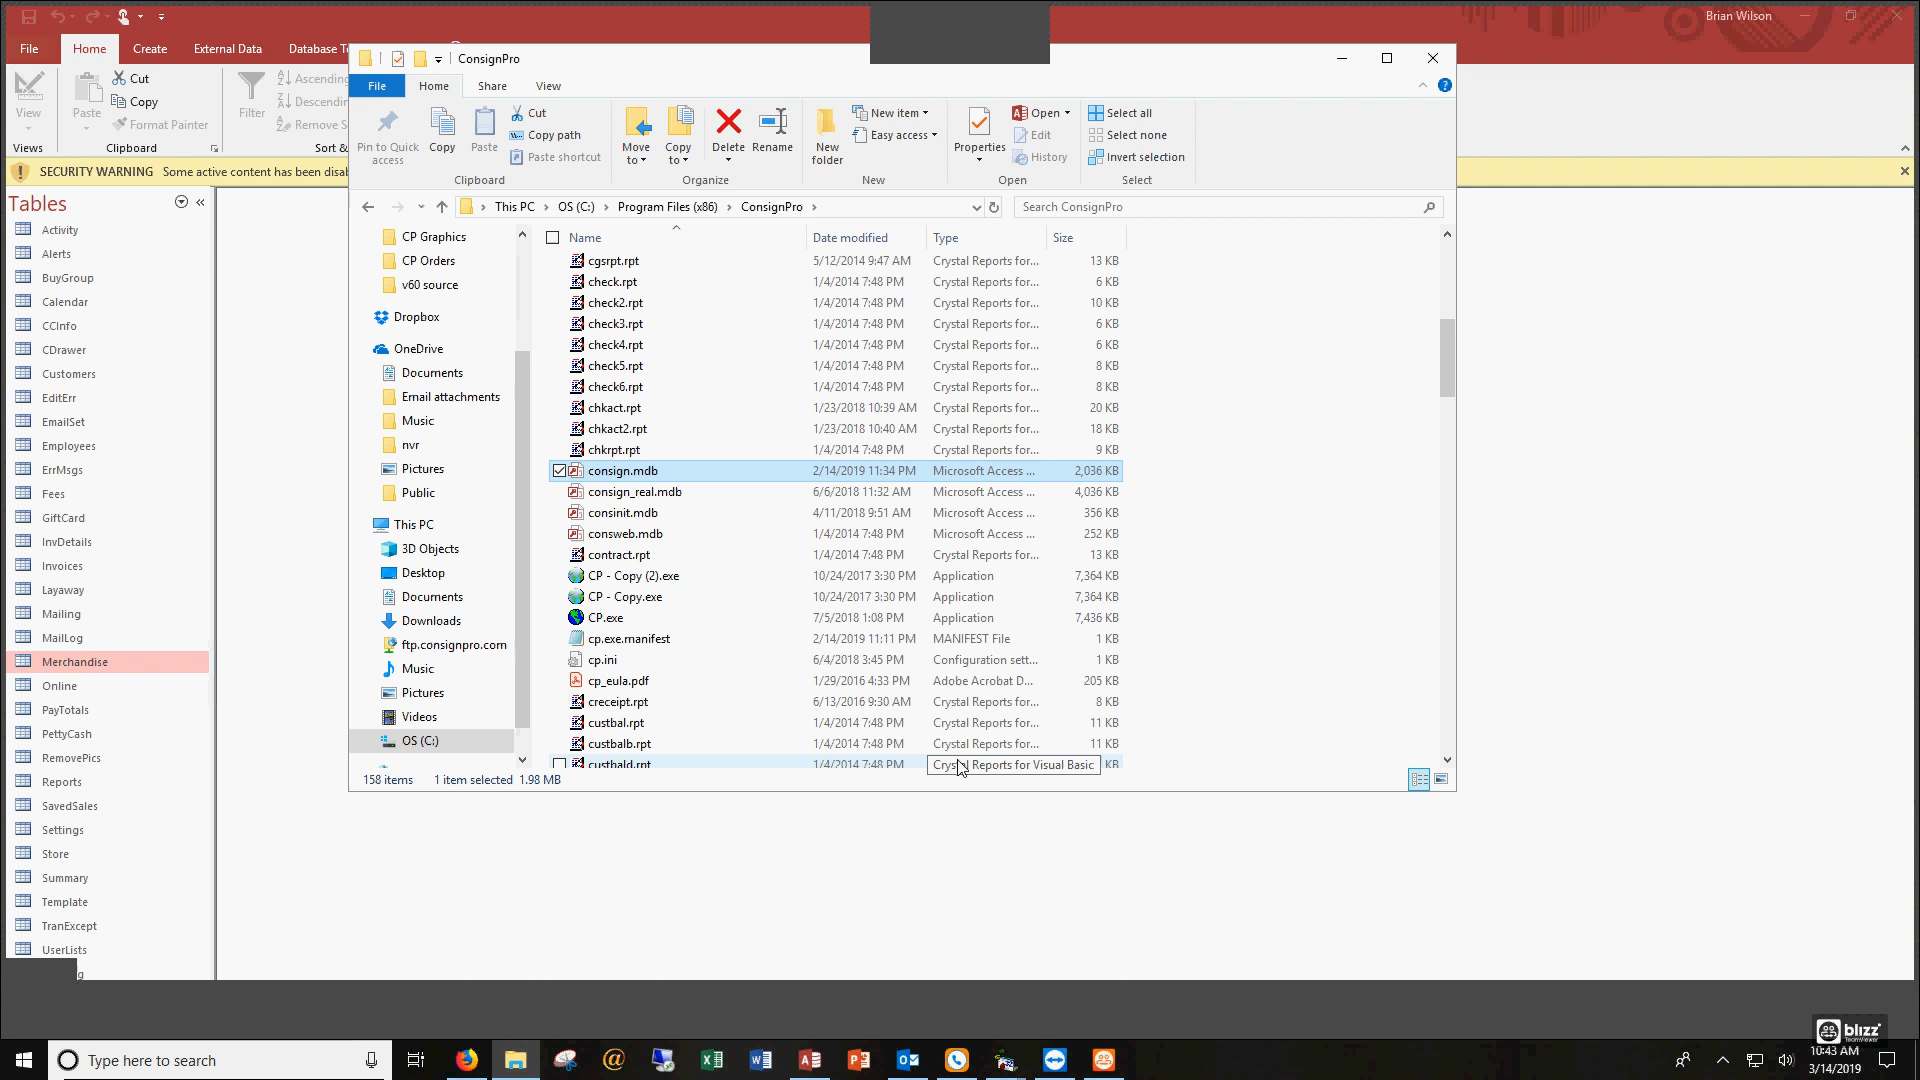 Brian Wilson
File Home Create External Data Database T
Cut
Copy
Format Painter
View
Paste
Filter
Ascending
Descendin
Remove S
Views Clipboard Sort &
SECURITY WARNING Some active content has been disab
Tables
Activity
Alerts
BuyGroup
Calendar
CCInfo
CDrawer
Customers
EditErr
EmailSet
Employees
ErrMsgs
Fees
GiftCard
InvDetails
Invoices
Layaway
Mailing
MailLog
Merchandise
Online
PayTotals
PettyCash
RemovePics
Reports
SavedSales
Settings
Store
Summary
Template
TranExcept
UserLists
g
ConsignPro
File Home Share View
Pin to Quick access
Copy
Paste
Cut
Copy path
Paste shortcut
Clipboard
Move to
Copy to
Delete
Rename
Organize
New folder
New item
Easy access
New
Properties
Open
Edit
History
Open
Select all
Select none
Invert selection
Select
This PC > OS (C:) > Program Files (x86) > ConsignPro >
Search ConsignPro
CP Graphics
CP Orders
v60 source
Dropbox
OneDrive
Documents
Email attachments
Music
nvr
Pictures
Public
This PC
3D Objects
Desktop
Documents
Downloads
ftp.consignpro.com
Music
Pictures
Videos
OS (C:)
Name Date modified Type Size
cgsrpt.rpt 5/12/2014 9:47 AM Crystal Reports for... 13 KB
check.rpt 1/4/2014 7:48 PM Crystal Reports for... 6 KB
check2.rpt 1/4/2014 7:48 PM Crystal Reports for... 10 KB
check3.rpt 1/4/2014 7:48 PM Crystal Reports for... 6 KB
check4.rpt 1/4/2014 7:48 PM Crystal Reports for... 6 KB
check5.rpt 1/4/2014 7:48 PM Crystal Reports for... 8 KB
check6.rpt 1/4/2014 7:48 PM Crystal Reports for... 8 KB
chkact.rpt 1/23/2018 10:39 AM Crystal Reports for... 20 KB
chkact2.rpt 1/23/2018 10:40 AM Crystal Reports for... 18 KB
chkrpt.rpt 1/4/2014 7:48 PM Crystal Reports for... 9 KB
consign.mdb 2/14/2019 11:34 PM Microsoft Access ... 2,036 KB
consign_real.mdb 6/6/2018 11:32 AM Microsoft Access ... 4,036 KB
consinit.mdb 4/11/2018 9:51 AM Microsoft Access ... 356 KB
consweb.mdb 1/4/2014 7:48 PM Microsoft Access ... 252 KB
contract.rpt 1/4/2014 7:48 PM Crystal Reports for... 13 KB
CP - Copy (2).exe 10/24/2017 3:30 PM Application 7,364 KB
CP - Copy.exe 10/24/2017 3:30 PM Application 7,364 KB
CP.exe 7/5/2018 1:08 PM Application 7,436 KB
cp.exe.manifest 2/14/2019 11:11 PM MANIFEST File 1 KB
cp.ini 6/4/2018 3:45 PM Configuration sett... 1 KB
cp_eula.pdf 1/29/2016 4:33 PM Adobe Acrobat D... 205 KB
creceipt.rpt 6/13/2016 9:30 AM Crystal Reports for... 8 KB
custbal.rpt 1/4/2014 7:48 PM Crystal Reports for... 11 KB
custbalb.rpt 1/4/2014 7:48 PM Crystal Reports for... 11 KB
custbald.rpt 1/4/2014 7:48 PM Crystal Reports for Visual Basic KB
158 items 1 item selected 1.98 MB
blizz
TeamViewer
Type here to search
10:43 AM
3/14/2019